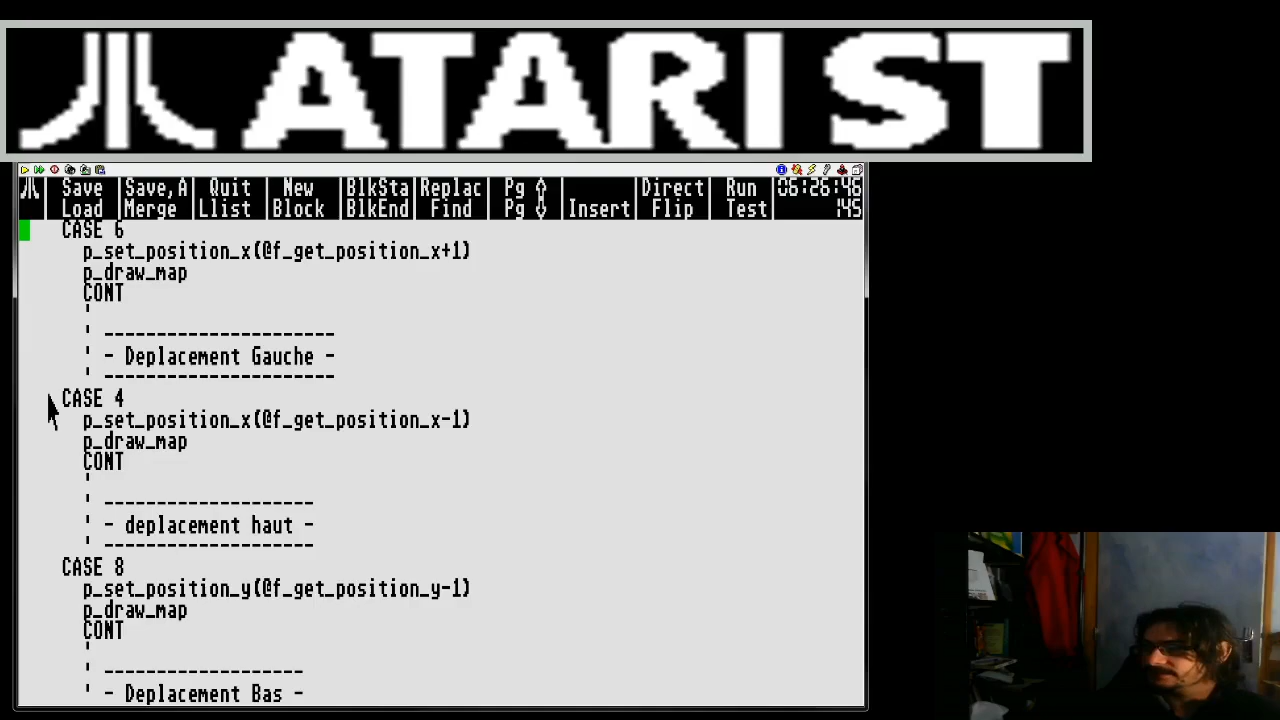 ATARI ST
Save Save,A Quit New BlkSta Replac Pg ⇧ Direct Run 06:26:46
Load Merge Llist Block BlkEnd Find Pg ⇩ Insert Flip Test 145
CASE 6
p_set_position_x(@f_get_position_x+1)
p_draw_map
CONT
'
' ----------------------
' - Deplacement Gauche -
' ----------------------
CASE 4
p_set_position_x(@f_get_position_x-1)
p_draw_map
CONT
'
' --------------------
' - deplacement haut -
' --------------------
CASE 8
p_set_position_y(@f_get_position_y-1)
p_draw_map
CONT
'
' -------------------
' - Deplacement Bas -